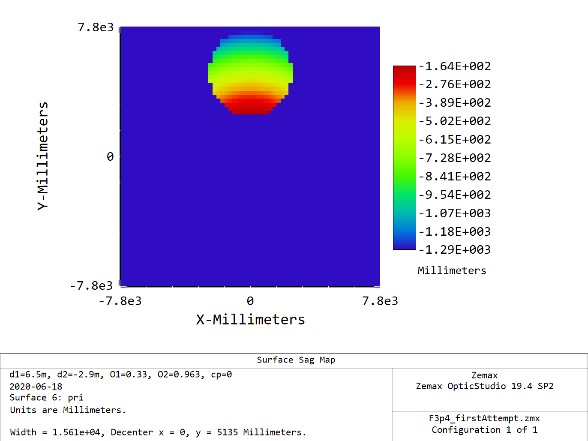 7.8e3
0
-7.8e3
Y-Millimeters
-7.8e3 0 7.8e3
X-Millimeters
-1.64E+002
-2.76E+002
-3.89E+002
-5.02E+002
-6.15E+002
-7.28E+002
-8.41E+002
-9.54E+002
-1.07E+003
-1.18E+003
-1.29E+003
Millimeters
Surface Sag Map
d1=6.5m, d2=-2.9m, O1=0.33, O2=0.963, cp=0
2020-06-18
Surface 6: pri
Units are Millimeters.
Width = 1.561e+04, Decenter x = 0, y = 5135 Millimeters.
Zemax
Zemax OpticStudio 19.4 SP2
F3p4_firstAttempt.zmx
Configuration 1 of 1